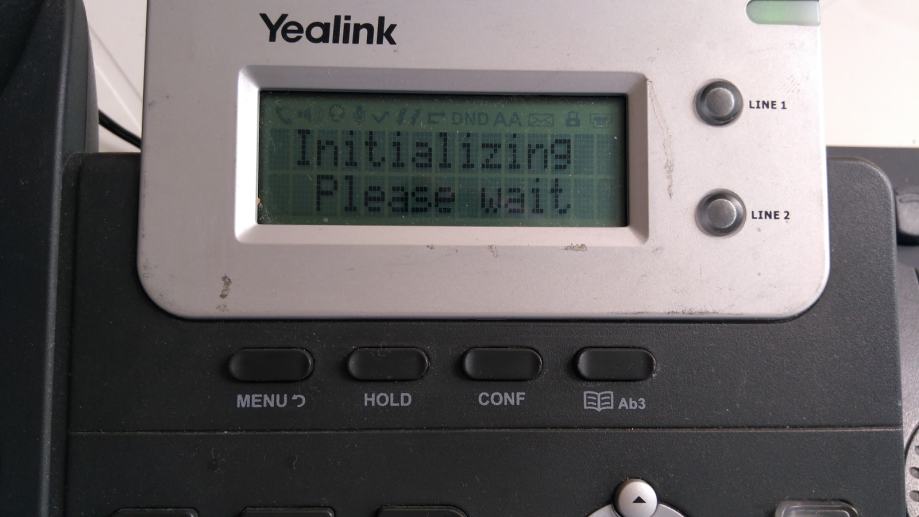 Yealink
DND AA
Initializing
Please wait
LINE 1
LINE 2
MENU
HOLD
CONF
Ab3